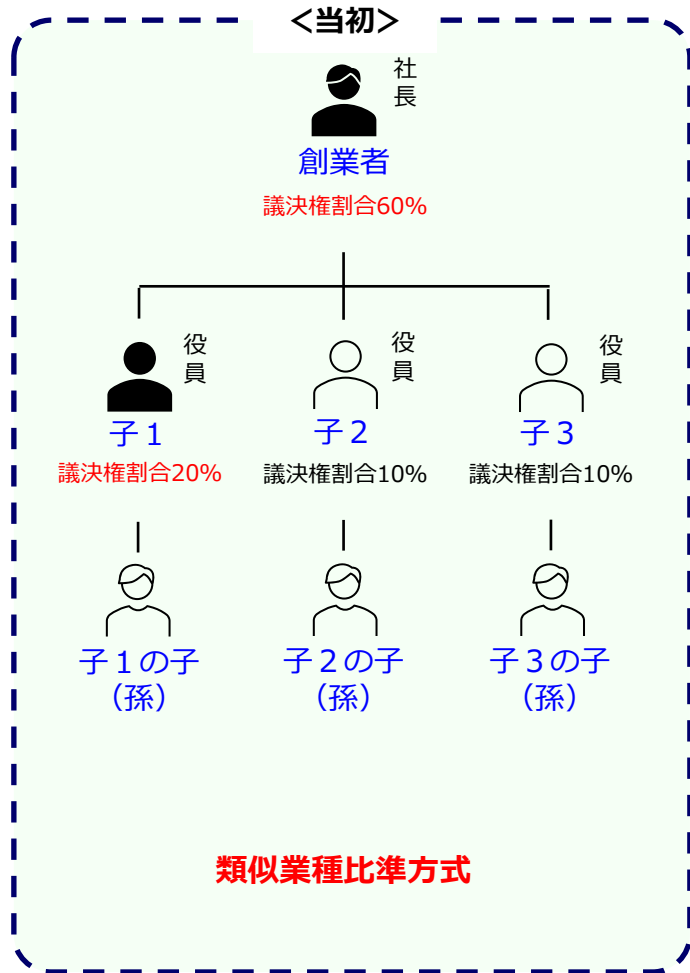 <当初>
社長
創業者
議決権割合60%
役員
役員
役員
子1
子2
子3
議決権割合20%
議決権割合10%
議決権割合10%
子1の子
(孫)
子2の子
(孫)
子3の子
(孫)
類似業種比準方式